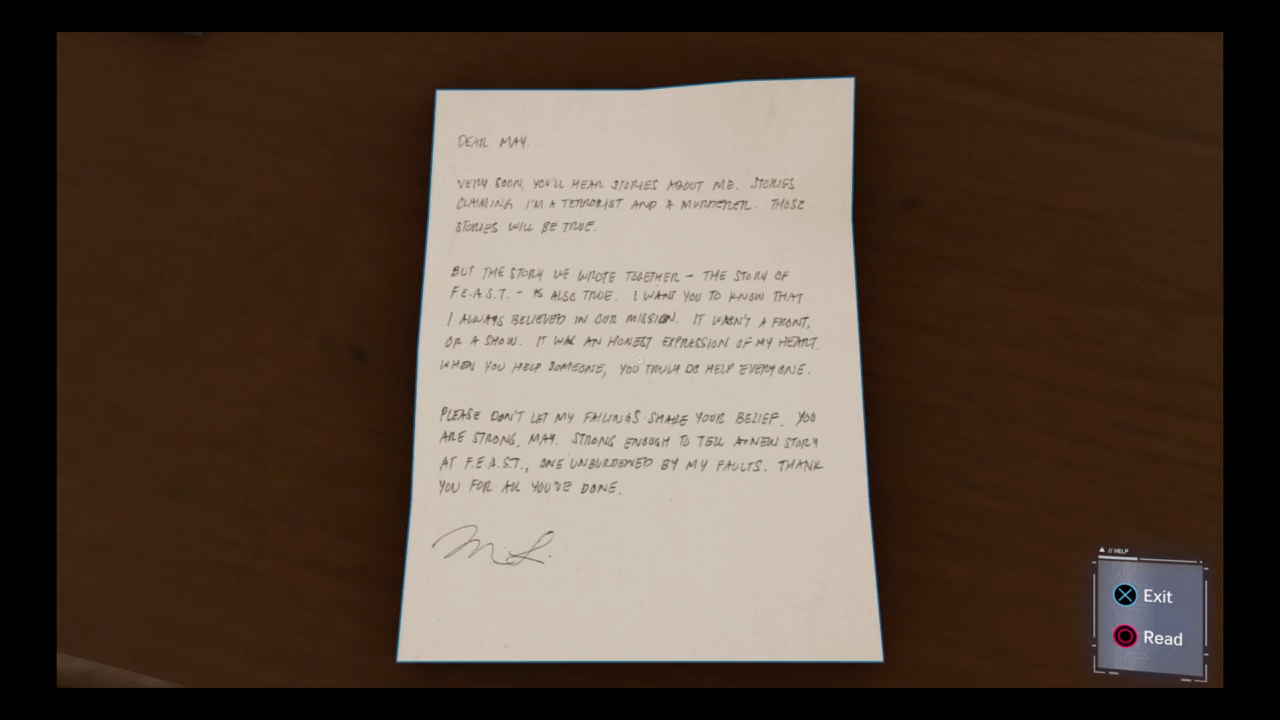 DEAR MAY.
VERY SOON, YOU'LL HEAR STORIES ABOUT ME. STORIES
CLAIMING I'M A TERRORIST AND A MURDERER. THOSE
STORIES WILL BE TRUE.
BUT THE STORY WE WROTE TOGETHER - THE STORY OF
F.E.A.S.T. - IS ALSO TRUE. I WANT YOU TO KNOW THAT
I ALWAYS BELIEVED IN OUR MISSION. IT WASN'T A FRONT,
OR A SHOW. IT WAS AN HONEST EXPRESSION OF MY HEART.
WHEN YOU HELP SOMEONE, YOU TRULY DO HELP EVERYONE.
PLEASE DON'T LET MY FAILINGS SHAKE YOUR BELIEF. YOU
ARE STRONG, MAY. STRONG ENOUGH TO TELL A NEW STORY
AT F.E.A.S.T., ONE UNBURDENED BY MY FAULTS. THANK
YOU FOR ALL YOU'VE DONE.
M.L.
// HELP
Exit
Read